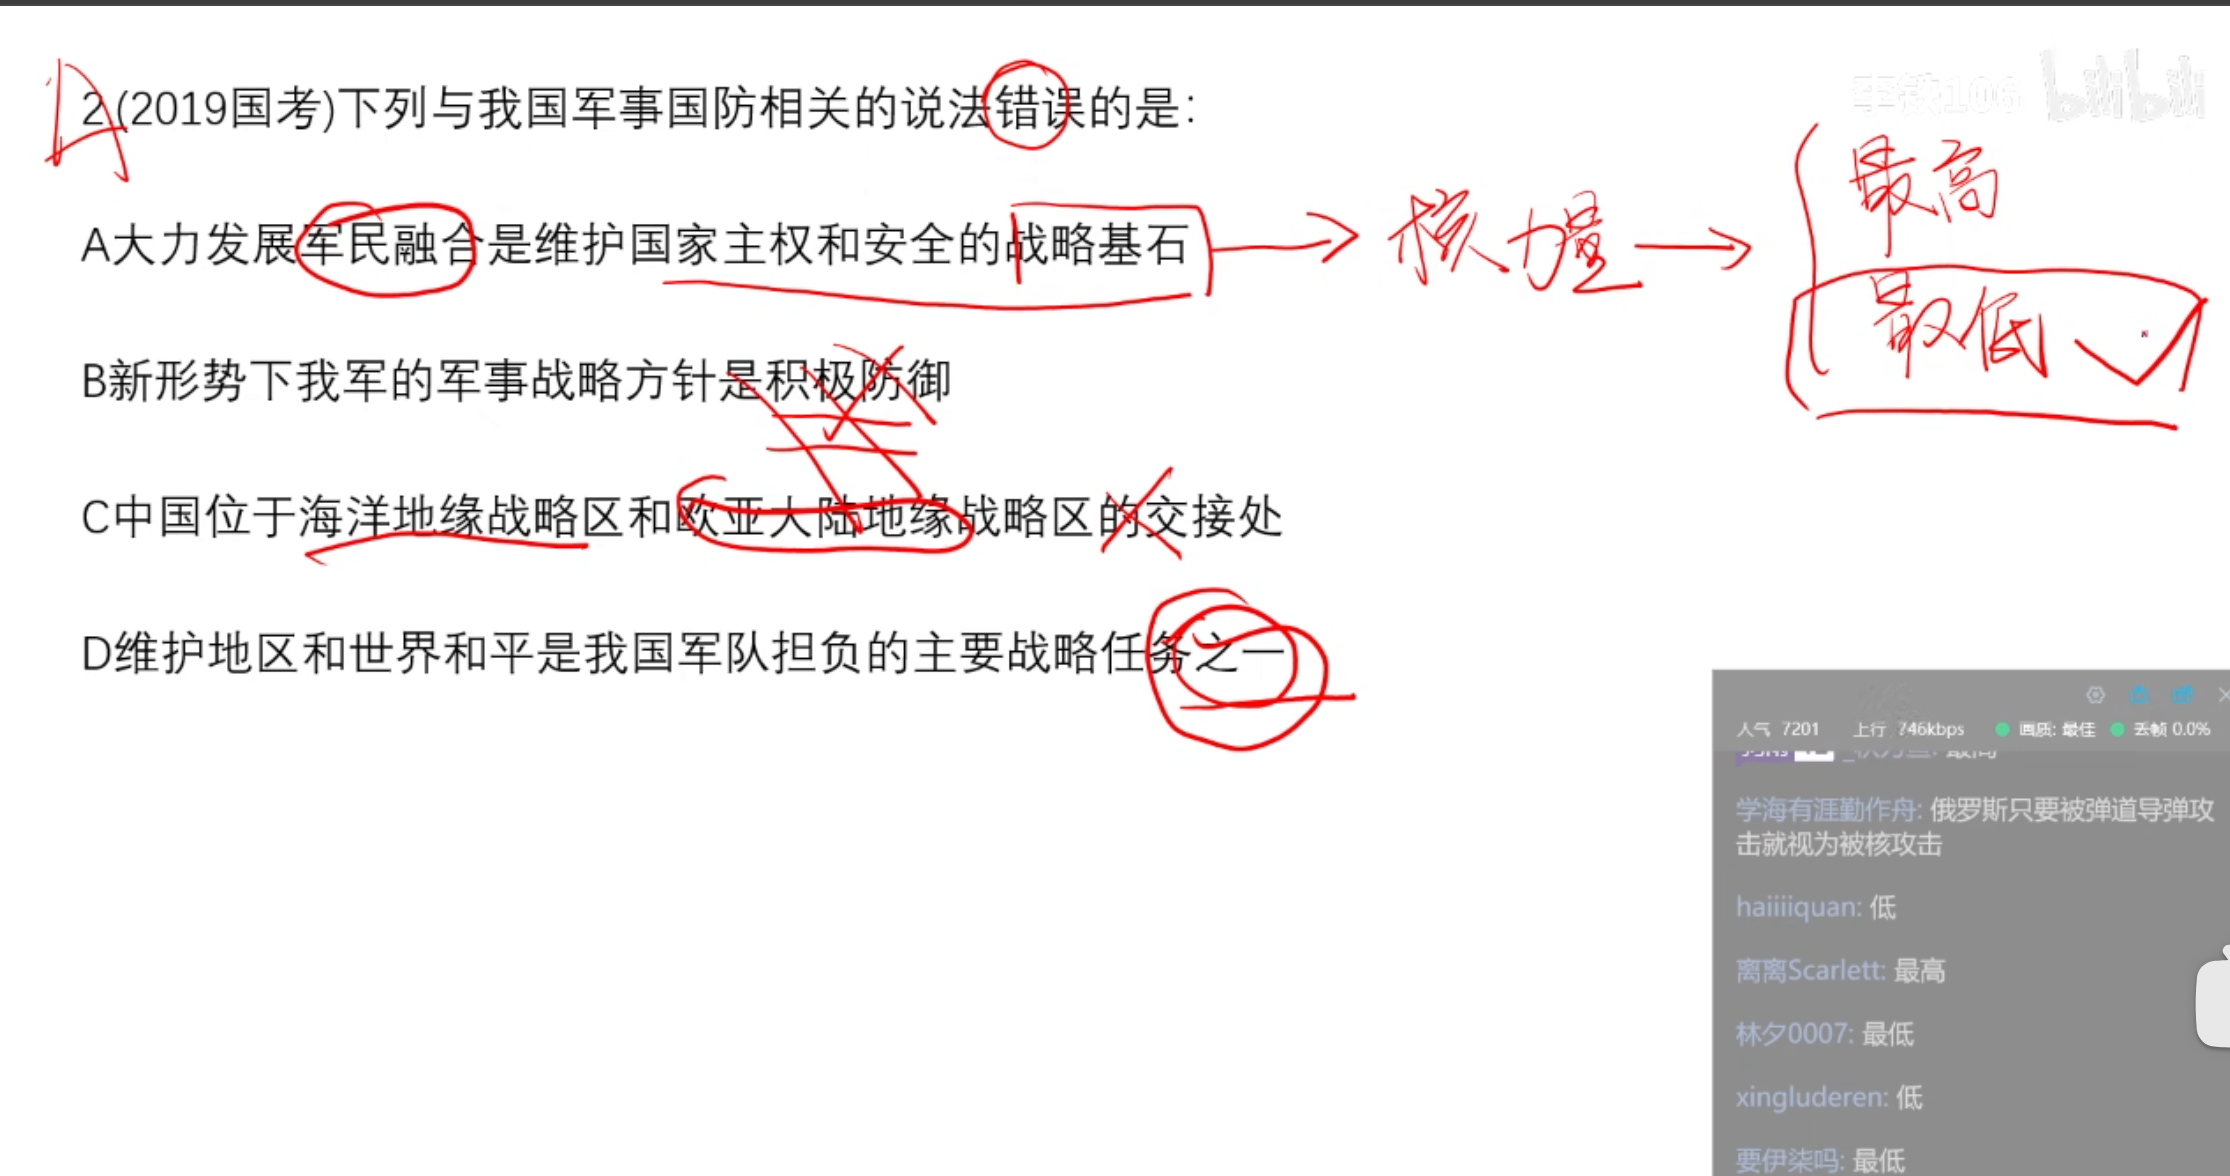 李铁106 bilibili
A
2.(2019国考)下列与我国军事国防相关的说法错误的是：
A大力发展军民融合是维护国家主权和安全的战略基石
核力量
最高
最低
B新形势下我军的军事战略方针是积极防御
C中国位于海洋地缘战略区和欧亚大陆地缘战略区的交接处
D维护地区和世界和平是我国军队担负的主要战略任务之一
人气 7201 上行 746kbps 画质: 最佳 丢帧 0.0%
最高
学海有涯勤作舟: 俄罗斯只要被弹道导弹攻
击就视为被核攻击
haiiiiquan: 低
离离Scarlett: 最高
林夕0007: 最低
xingluderen: 低
要伊柒吗: 最低